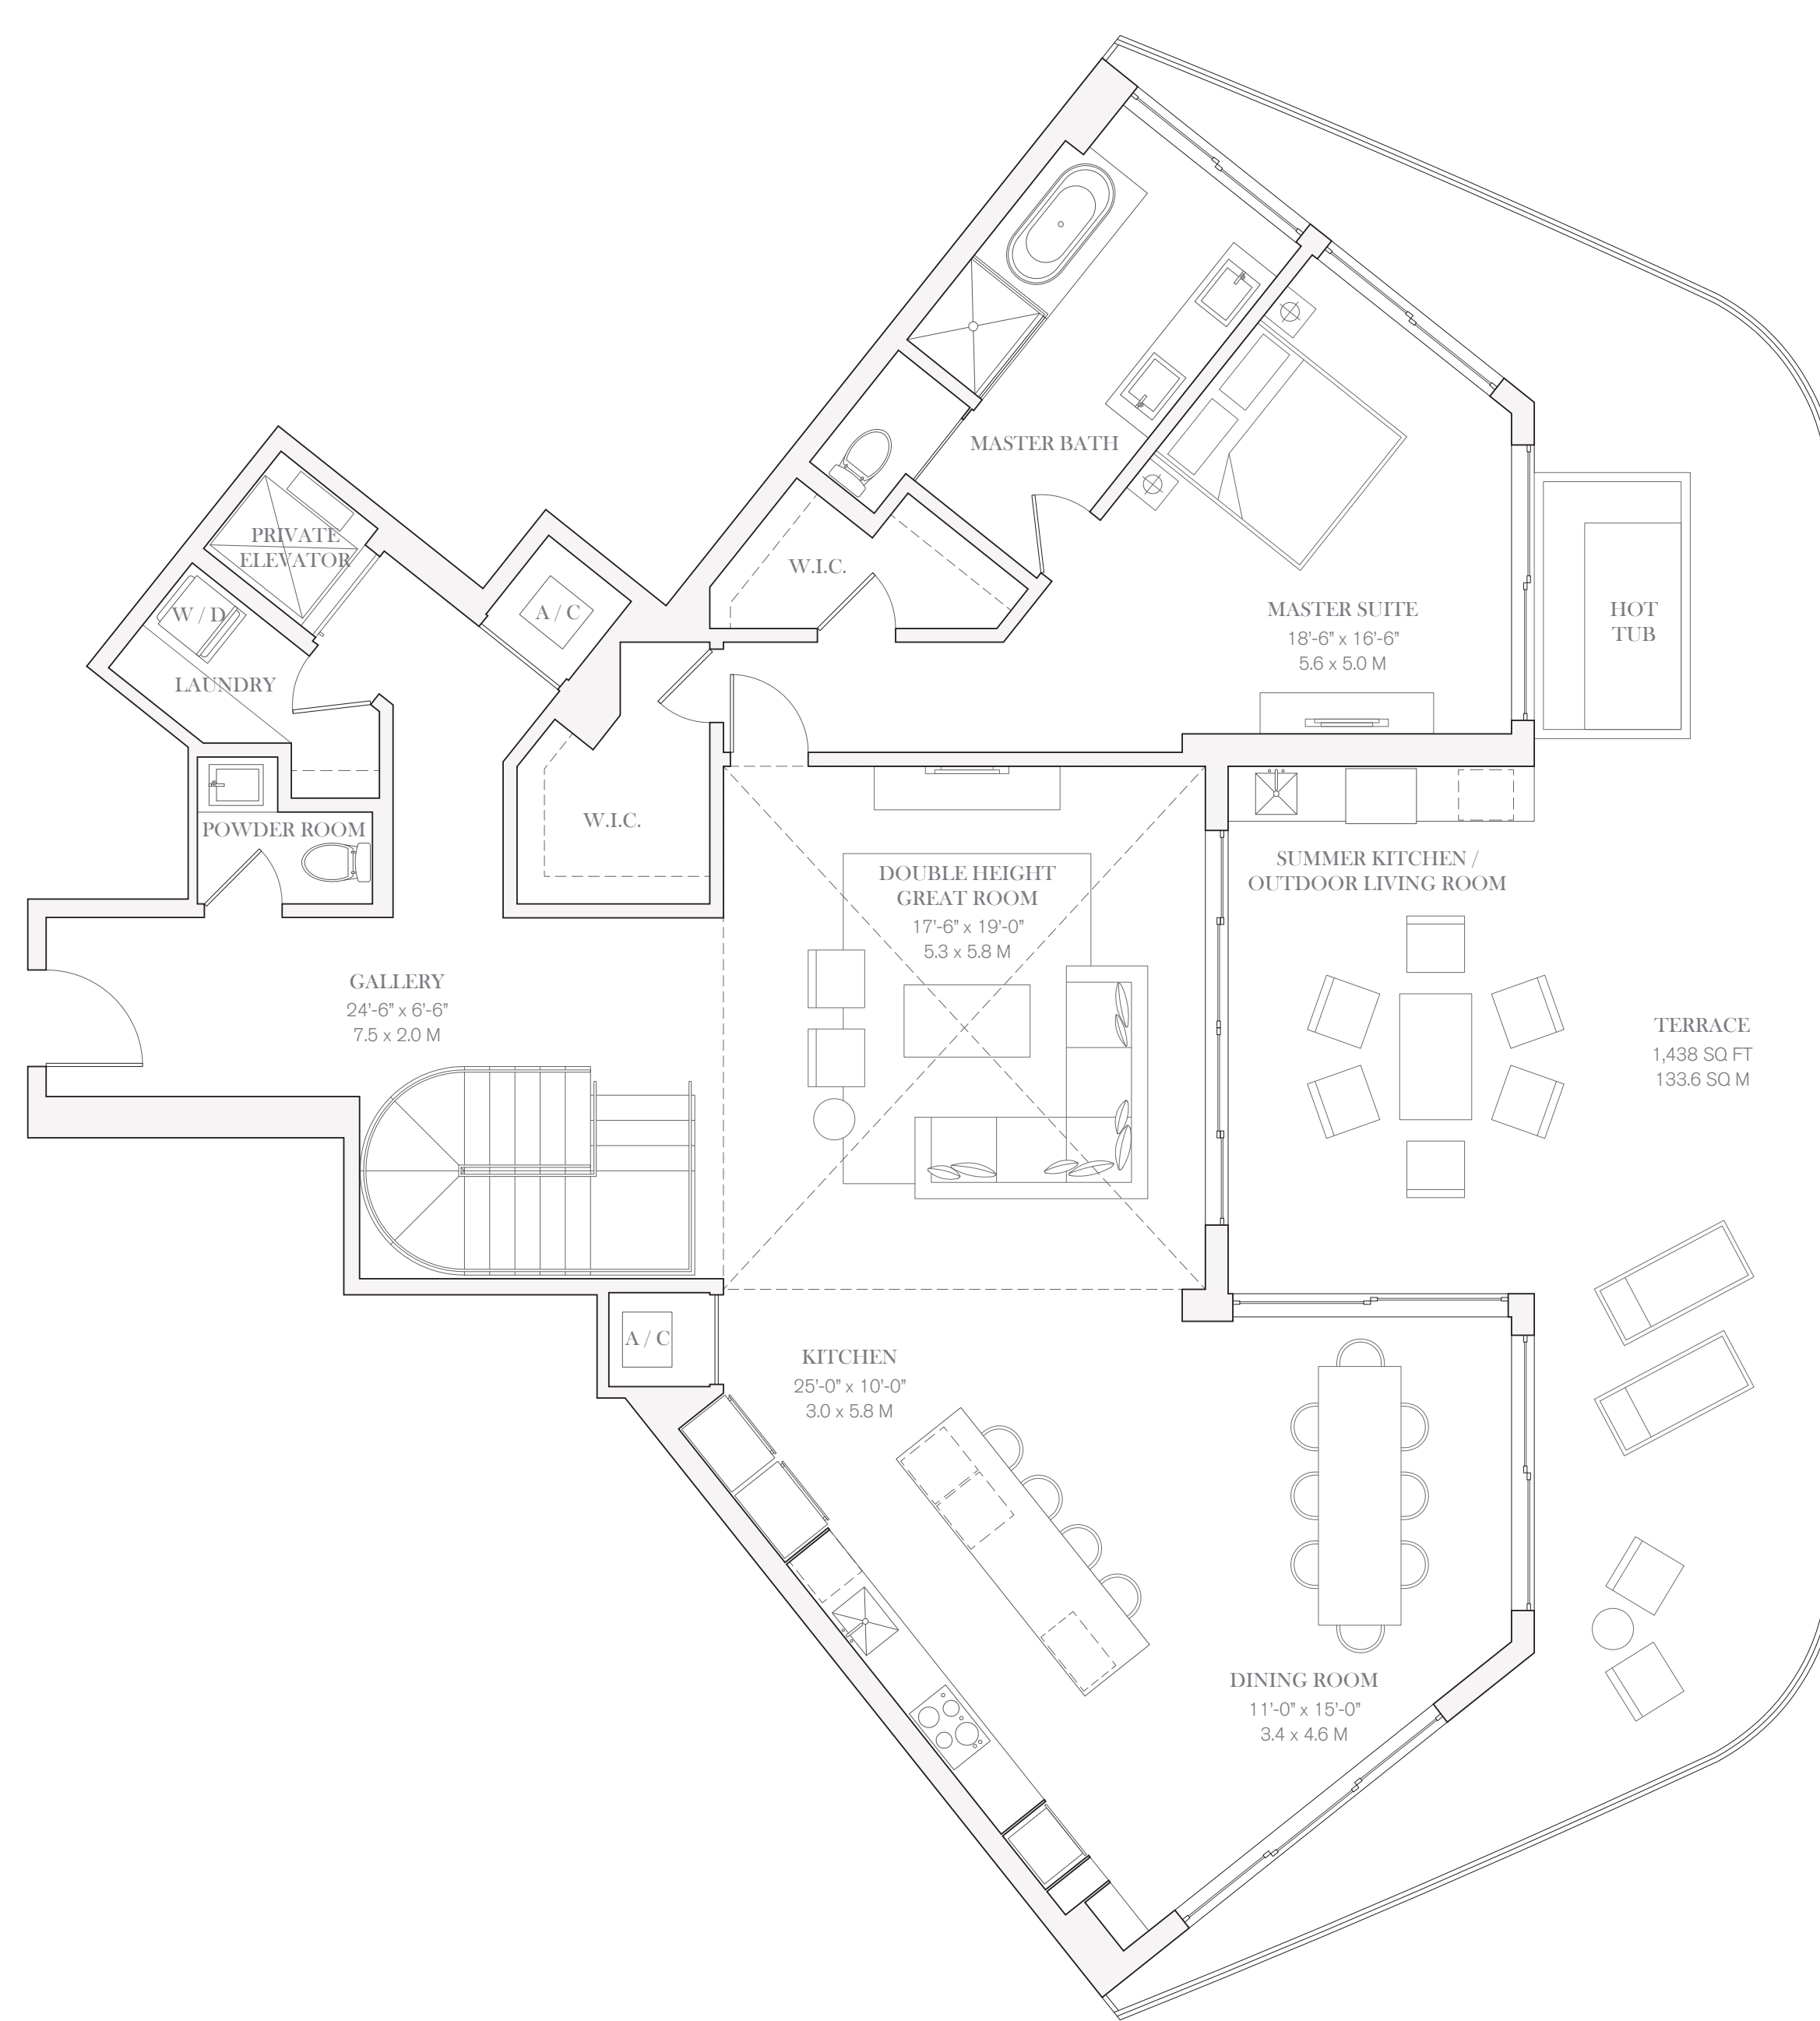 MASTER BATH
PRIVATE
ELEVATOR
W.I.C.
W / D
A / C
MASTER SUITE
18'-6" x 16'-6"
5.6 x 5.0 M
HOT
TUB
LAUNDRY
W.I.C.
POWDER ROOM
DOUBLE HEIGHT
GREAT ROOM
17'-6" x 19'-0"
5.3 x 5.8 M
SUMMER KITCHEN /
OUTDOOR LIVING ROOM
GALLERY
24'-6" x 6'-6"
7.5 x 2.0 M
TERRACE
1,438 SQ FT
133.6 SQ M
A / C
KITCHEN
25'-0" x 10'-0"
3.0 x 5.8 M
DINING ROOM
11'-0" x 15'-0"
3.4 x 4.6 M